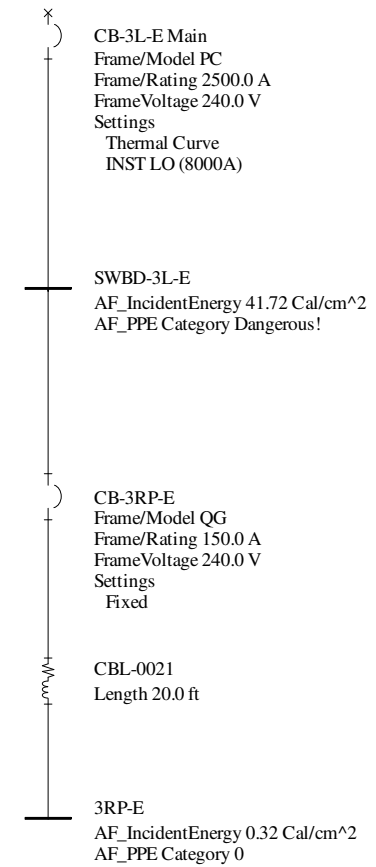 CB-3L-E Main
Frame/Model PC
Frame/Rating 2500.0 A
FrameVoltage 240.0 V
Settings
Thermal Curve
INST LO (8000A)
SWBD-3L-E
AF_IncidentEnergy 41.72 Cal/cm^2
AF_PPE Category Dangerous!
CB-3RP-E
Frame/Model QG
Frame/Rating 150.0 A
FrameVoltage 240.0 V
Settings
Fixed
CBL-0021
Length 20.0 ft
3RP-E
AF_IncidentEnergy 0.32 Cal/cm^2
AF_PPE Category 0